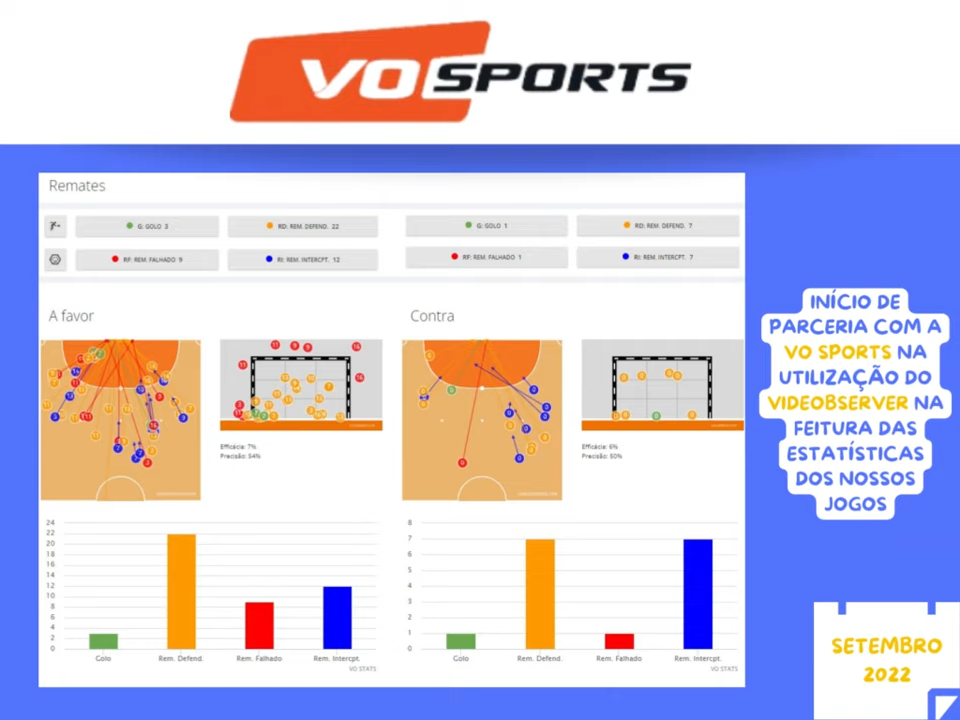 VO SPORTS
Remates
G: GOLO 3
RD: REM. DEFEND. 22
G: GOLO 1
RD: REM. DEFEND. 7
RF: REM. FALHADO 9
RI: REM. INTERCPT. 12
RF: REM. FALHADO 1
RI: REM. INTERCPT. 7
A favor
Contra
Eficácia: 7%
Precisão: 54%
Eficácia: 6%
Precisão: 50%
24
22
20
18
16
14
12
10
8
6
4
2
0
Golo
Rem. Defend.
Rem. Falhado
Rem. Intercpt.
VO STATS
8
7
6
5
4
3
2
1
0
Golo
Rem. Defend.
Rem. Falhado
Rem. Intercpt.
VO STATS
INÍCIO DE
PARCERIA COM A
VO SPORTS NA
UTILIZAÇÃO DO
VIDEOBSERVER NA
FEITURA DAS
ESTATÍSTICAS
DOS NOSSOS
JOGOS
SETEMBRO
2022